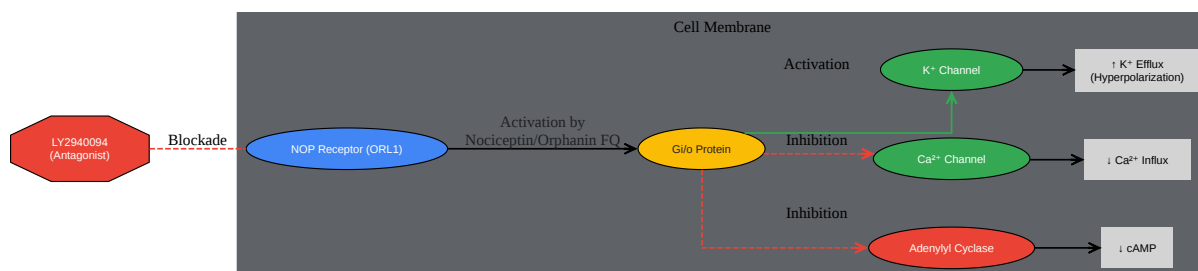 Cell Membrane
Activation
K⁺ Channel
↑ K⁺ Efflux
(Hyperpolarization)
LY2940094
(Antagonist)
Blockade
NOP Receptor (ORL1)
Activation by
Nociceptin/Orphanin FQ
Gi/o Protein
Inhibition
Ca²⁺ Channel
↓ Ca²⁺ Influx
Inhibition
Adenylyl Cyclase
↓ cAMP